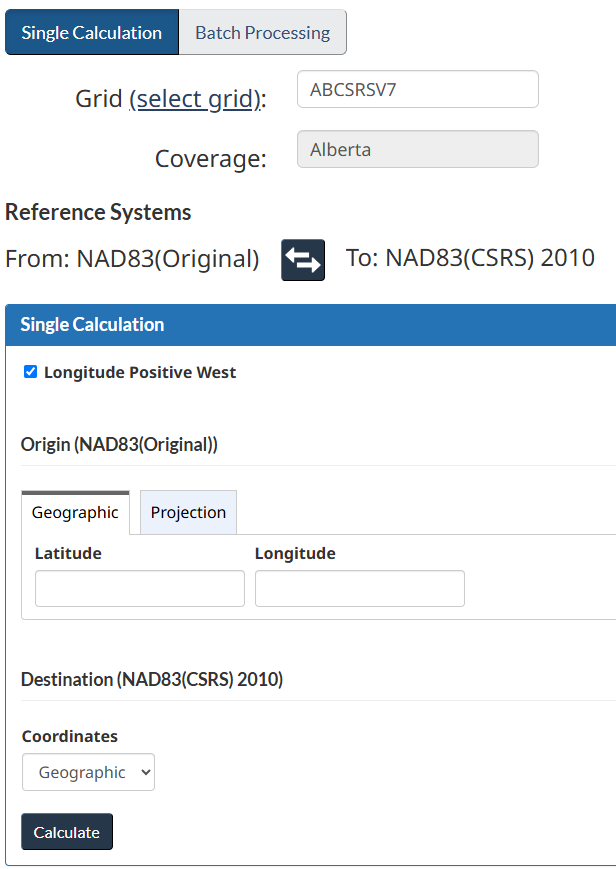 Single Calculation Batch Processing
Grid (select grid): ABCSRSV7
Coverage: Alberta
Reference Systems
From: NAD83(Original) To: NAD83(CSRS) 2010
Single Calculation
Longitude Positive West
Origin (NAD83(Original))
Geographic Projection
Latitude Longitude
Destination (NAD83(CSRS) 2010)
Coordinates
Geographic
Calculate